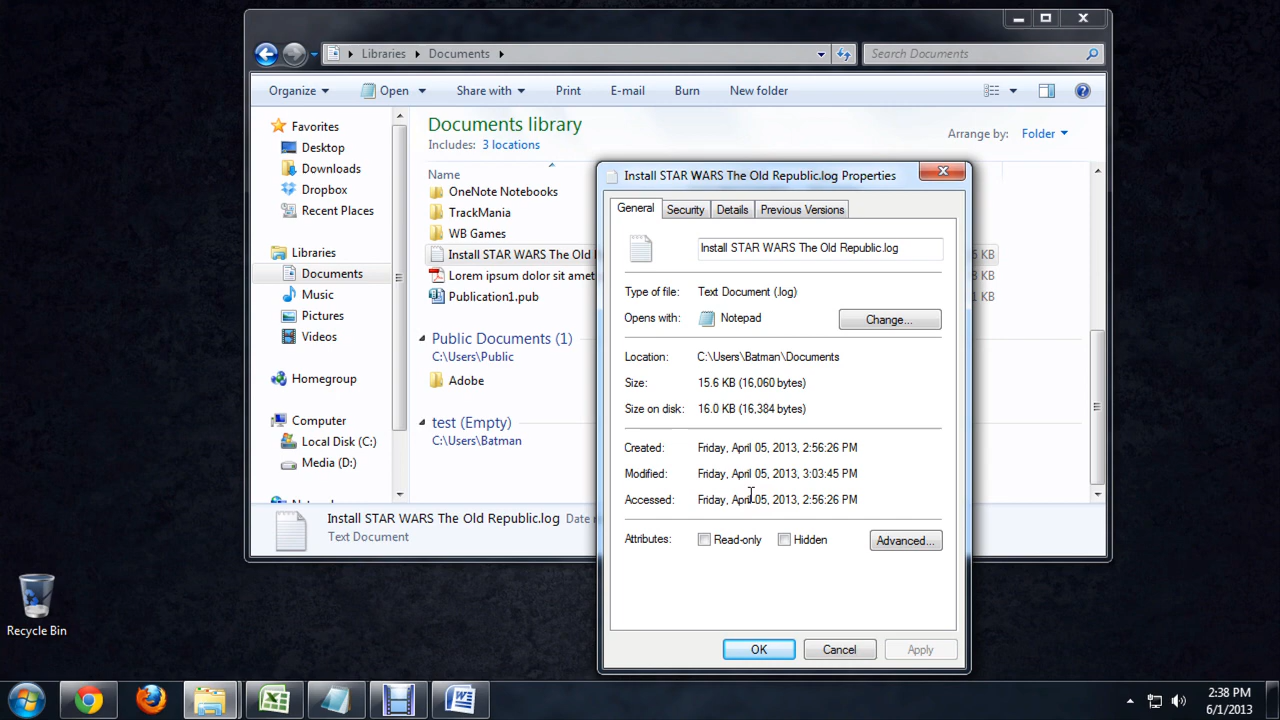 Libraries Documents
Search Documents
Organize Open Share with Print E-mail Burn New folder
Favorites
Desktop
Downloads
Dropbox
Recent Places
Libraries
Documents
Music
Pictures
Videos
Homegroup
Computer
Local Disk (C:)
Media (D:)
Documents library
Includes: 3 locations
Arrange by: Folder
Name
OneNote Notebooks
TrackMania
WB Games
Install STAR WARS The Old
Lorem ipsum dolor sit amet
Publication1.pub
KB
KB
KB
Public Documents (1)
C:\Users\Public
Adobe
test (Empty)
C:\Users\Batman
Install STAR WARS The Old Republic.log Date
Text Document
Install STAR WARS The Old Republic.log Properties
General Security Details Previous Versions
Install STAR WARS The Old Republic.log
Type of file: Text Document (.log)
Opens with: Notepad Change...
Location: C:\Users\Batman\Documents
Size: 15.6 KB (16,060 bytes)
Size on disk: 16.0 KB (16,384 bytes)
Created: Friday, April 05, 2013, 2:56:26 PM
Modified: Friday, April 05, 2013, 3:03:45 PM
Accessed: Friday, April 05, 2013, 2:56:26 PM
Attributes: Read-only Hidden Advanced...
OK Cancel Apply
Recycle Bin
2:38 PM
6/1/2013